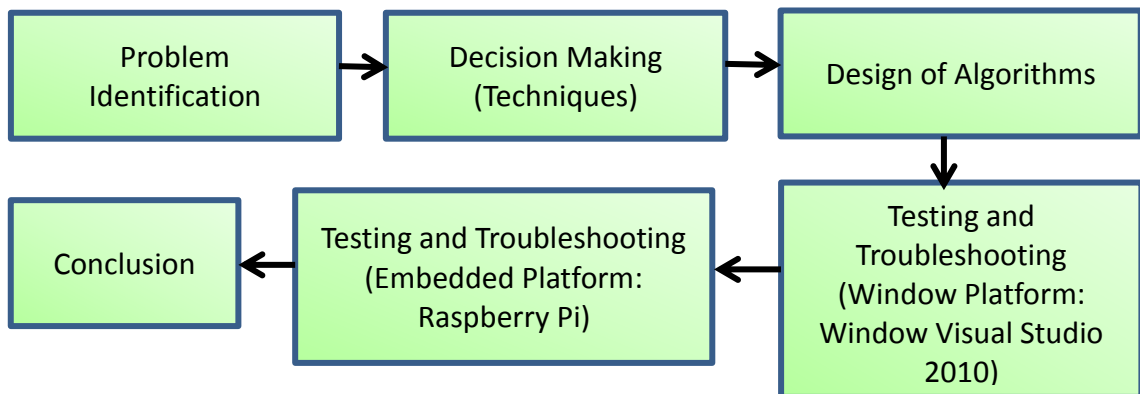 Problem
Identification
Decision Making
(Techniques)
Design of Algorithms
Testing and
Troubleshooting
(Window Platform:
Window Visual Studio
2010)
Testing and Troubleshooting
(Embedded Platform:
Raspberry Pi)
Conclusion